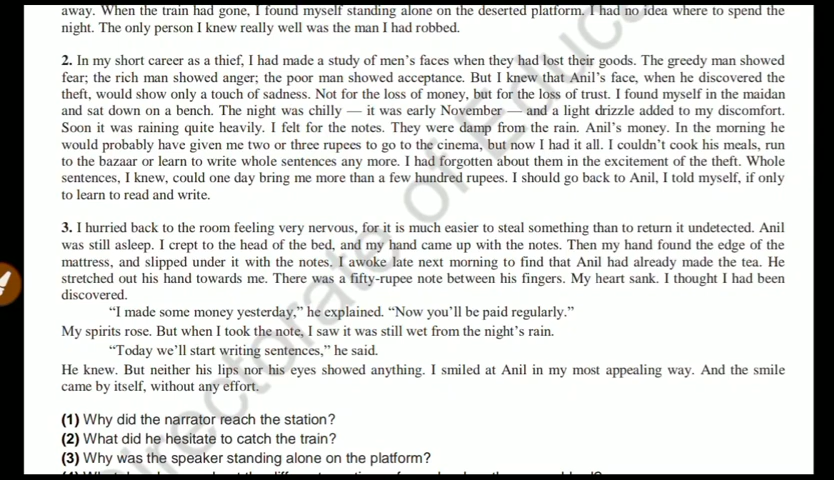 away. When the train had gone, I found myself standing alone on the deserted platform. I had no idea where to spend the
night. The only person I knew really well was the man I had robbed.
2. In my short career as a thief, I had made a study of men's faces when they had lost their goods. The greedy man showed
fear; the rich man showed anger; the poor man showed acceptance. But I knew that Anil's face, when he discovered the
theft, would show only a touch of sadness. Not for the loss of money, but for the loss of trust. I found myself in the maidan
and sat down on a bench. The night was chilly — it was early November — and a light drizzle added to my discomfort.
Soon it was raining quite heavily. I felt for the notes. They were damp from the rain. Anil's money. In the morning he
would probably have given me two or three rupees to go to the cinema, but now I had it all. I couldn't cook his meals, run
to the bazaar or learn to write whole sentences any more. I had forgotten about them in the excitement of the theft. Whole
sentences, I knew, could one day bring me more than a few hundred rupees. I should go back to Anil, I told myself, if only
to learn to read and write.
3. I hurried back to the room feeling very nervous, for it is much easier to steal something than to return it undetected. Anil
was still asleep. I crept to the head of the bed, and my hand came up with the notes. Then my hand found the edge of the
mattress, and slipped under it with the notes. I awoke late next morning to find that Anil had already made the tea. He
stretched out his hand towards me. There was a fifty-rupee note between his fingers. My heart sank. I thought I had been
discovered.
“I made some money yesterday,” he explained. “Now you'll be paid regularly.”
My spirits rose. But when I took the note, I saw it was still wet from the night's rain.
“Today we'll start writing sentences,” he said.
He knew. But neither his lips nor his eyes showed anything. I smiled at Anil in my most appealing way. And the smile
came by itself, without any effort.
(1) Why did the narrator reach the station?
(2) What did he hesitate to catch the train?
(3) Why was the speaker standing alone on the platform?
Directorate of Educa